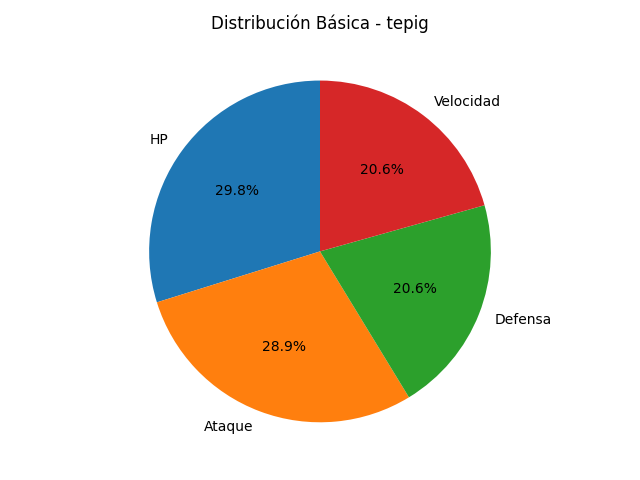 Distribución Básica - tepig
Velocidad
HP
20.6%
29.8%
20.6%
Defensa
28.9%
Ataque